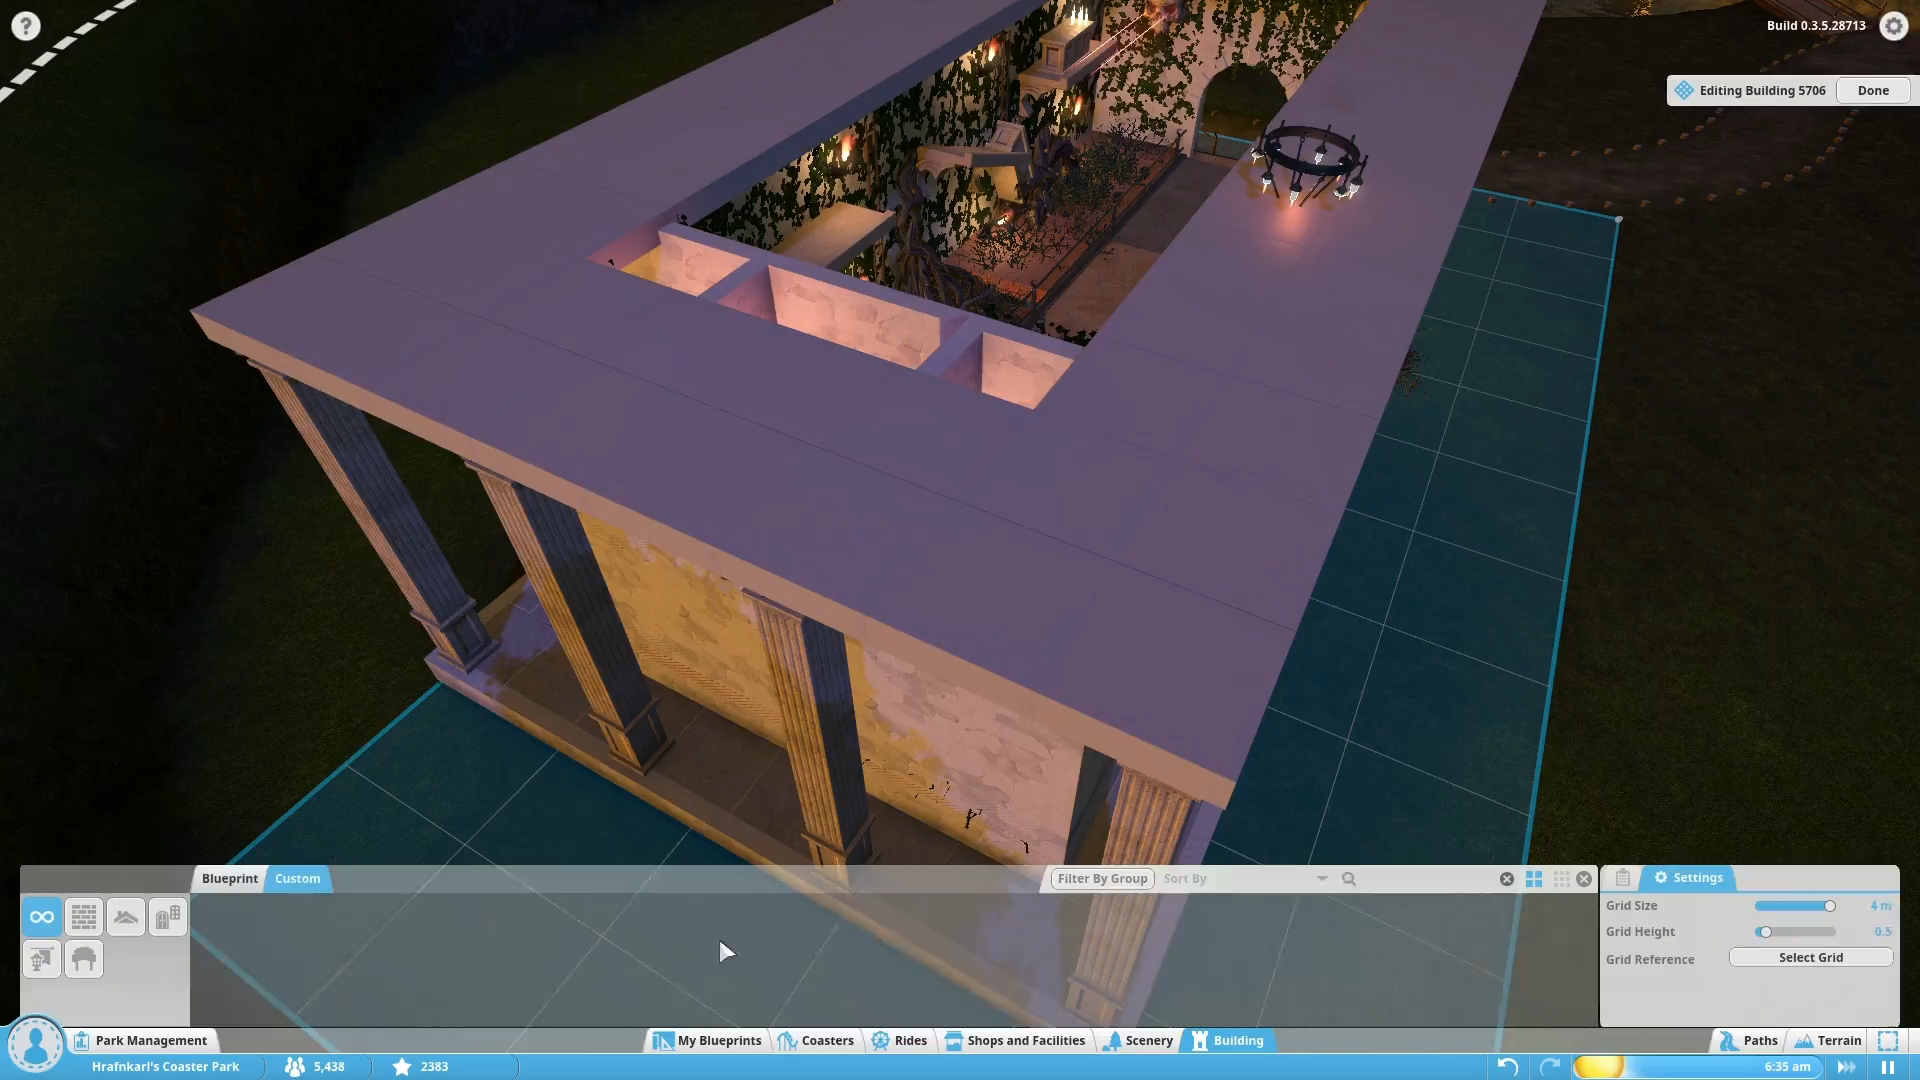 ?
Build 0.3.5.28713
Editing Building 5706
Done
Blueprint
Custom
Filter By Group
Sort By
Settings
Grid Size
4 m
Grid Height
0.5
Grid Reference
Select Grid
Park Management
My Blueprints
Coasters
Rides
Shops and Facilities
Scenery
Building
Paths
Terrain
Hrafnkarl's Coaster Park
5,438
2383
6:35 am